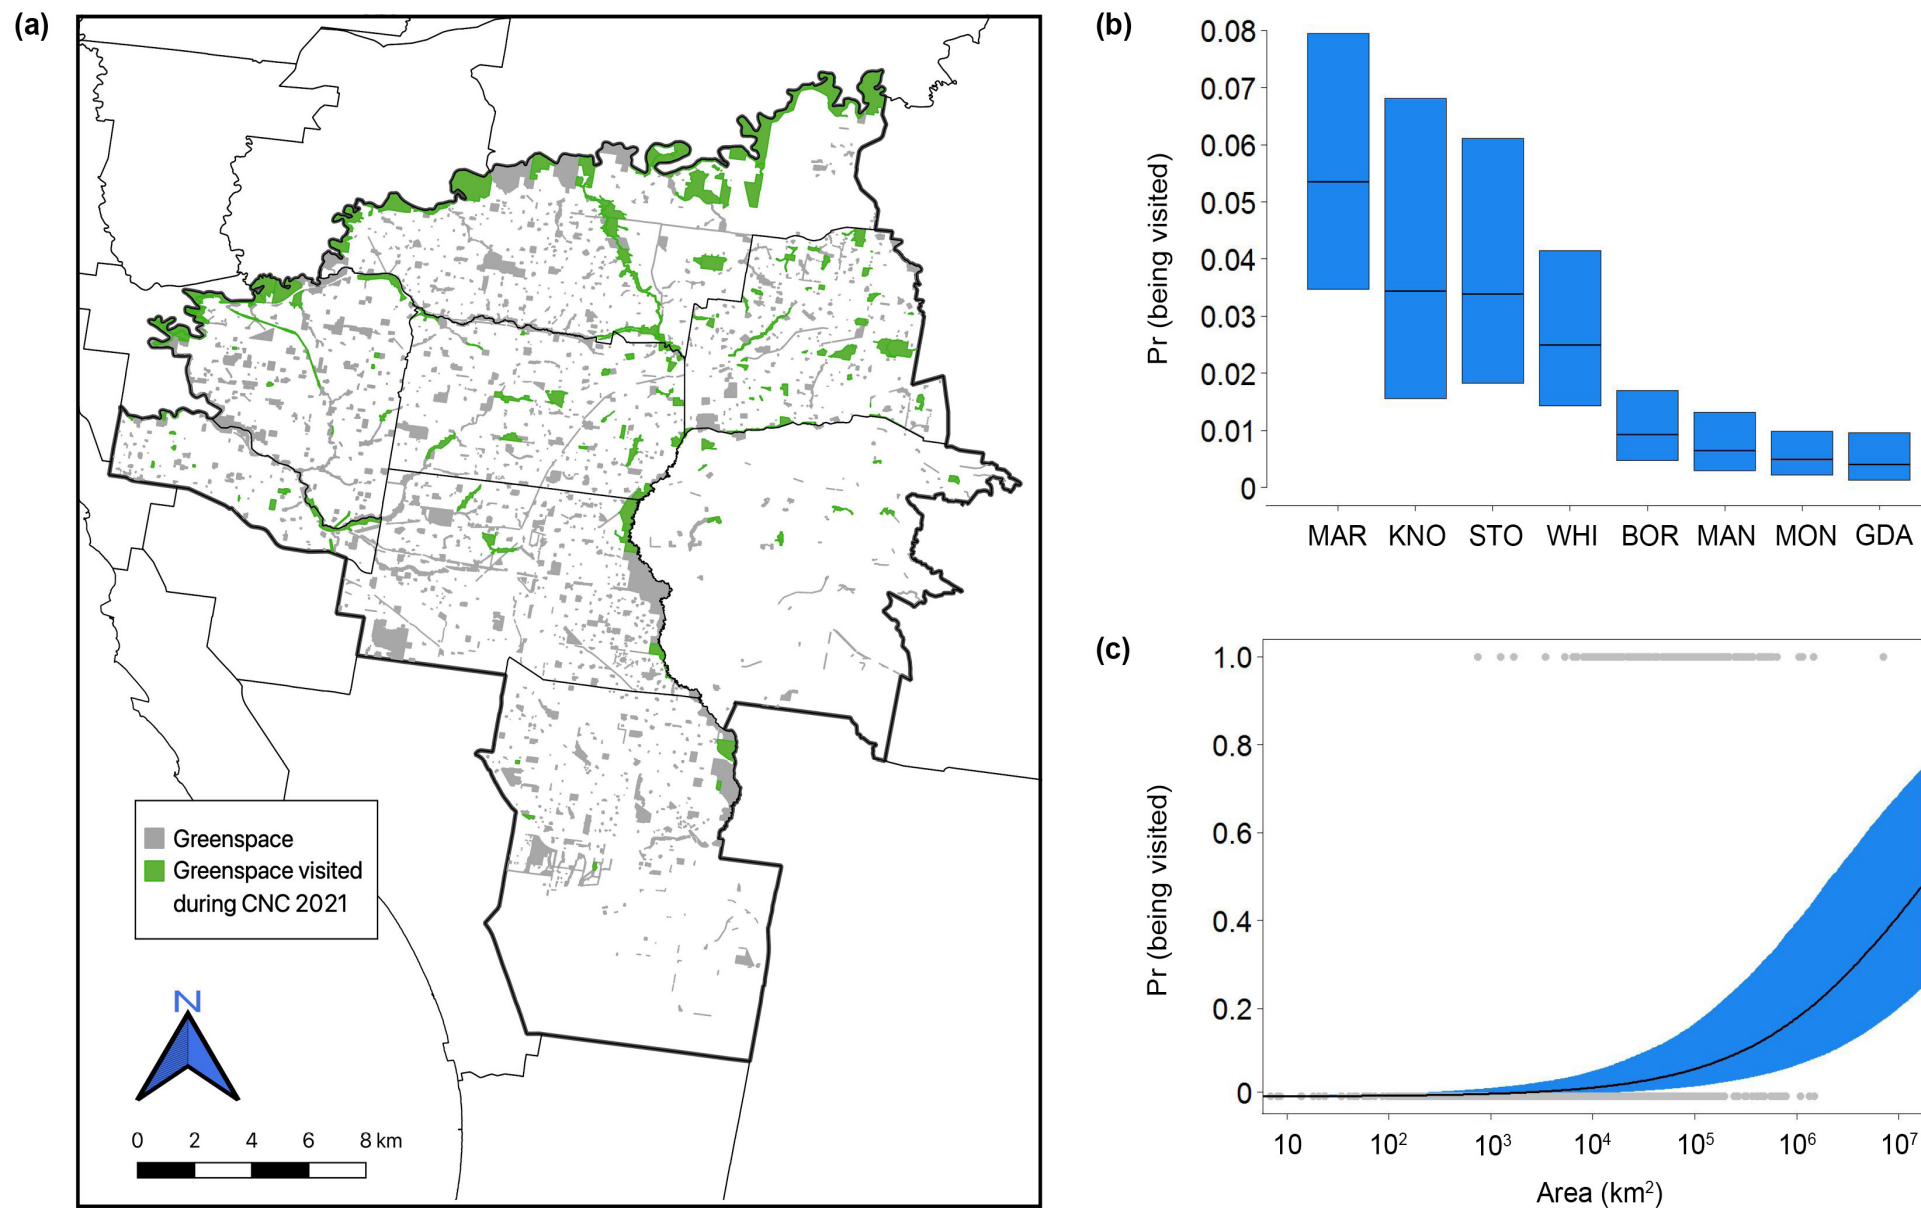 (a)
Greenspace
Greenspace visited
during CNC 2021
N
0 2 4 6 8 km
(b)
Pr (being visited)
0.08
0.07
0.06
0.05
0.04
0.03
0.02
0.01
0
MAR KNO STO WHI BOR MAN MON GDA
(c)
Pr (being visited)
1.0
0.8
0.6
0.4
0.2
0
10 10² 10³ 10⁴ 10⁵ 10⁶ 10⁷
Area (km²)